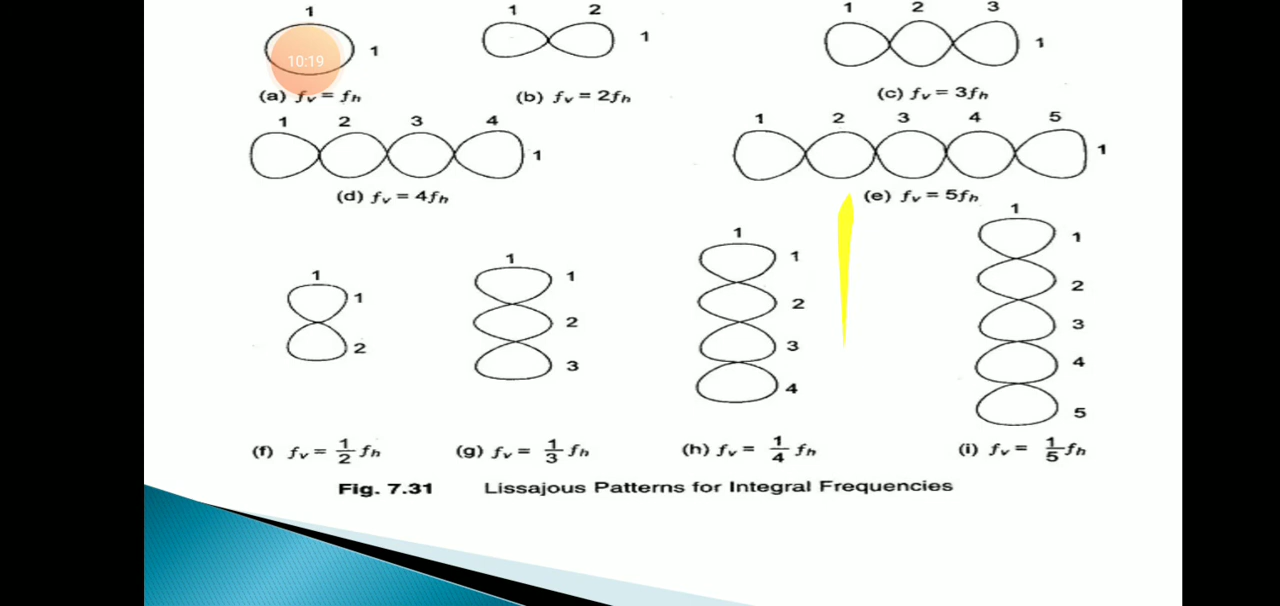 1
1
10:19
(a) fv = fh
1 2
1
(b) fv = 2fh
1 2 3
1
(c) fv = 3fh
1 2 3 4
1
(d) fv = 4fh
1 2 3 4 5
1
(e) fv = 5fh
1
1
2
(f) fv = 1/2 fh
1
1
2
3
(g) fv = 1/3 fh
1
1
2
3
4
(h) fv = 1/4 fh
1
1
2
3
4
5
(i) fv = 1/5 fh
Fig. 7.31 Lissajous Patterns for Integral Frequencies